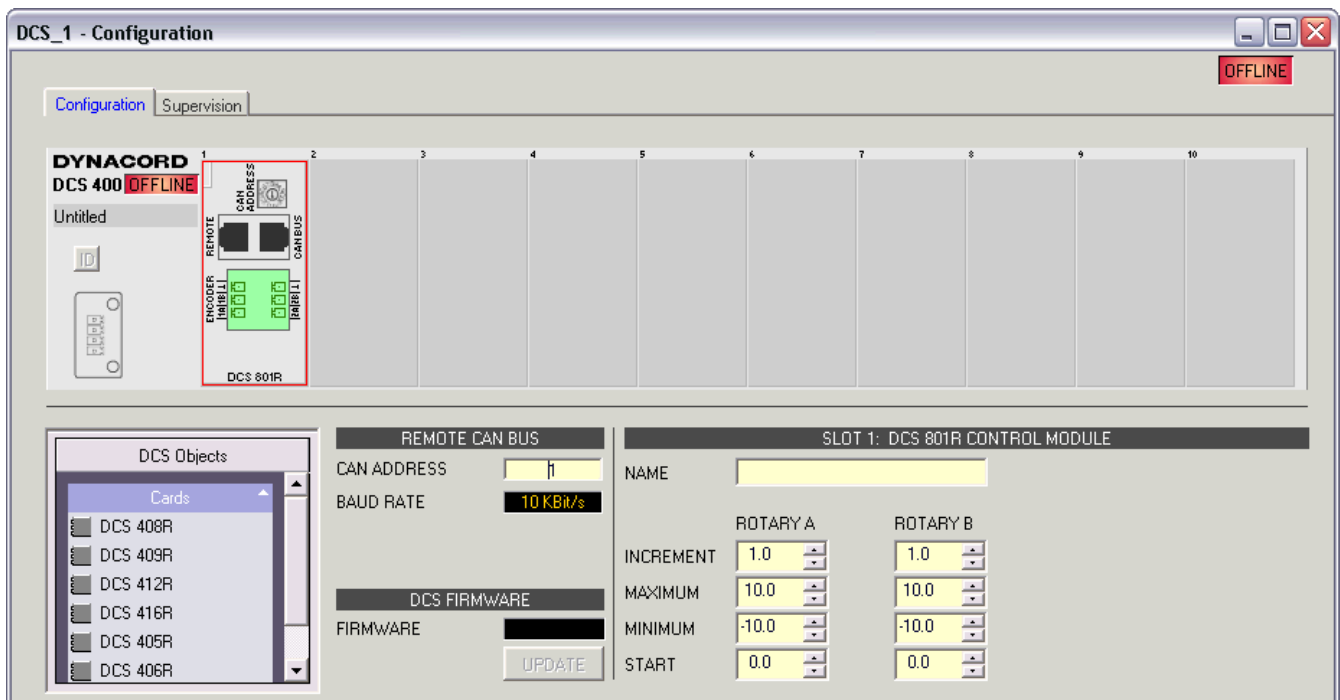 DCS_1 - Configuration
OFFLINE
Configuration Supervision
1 2 3 4 5 6 7 8 9 10
DYNACORD
DCS 400 OFFLINE
Untitled
ID
CAN ADDRESS
REMOTE
CAN BUS
ENCODER
|1A|1B|⊥|
|2A|2B|⊥|
DCS 801R
DCS Objects
Cards
DCS 408R
DCS 409R
DCS 412R
DCS 416R
DCS 405R
DCS 406R
REMOTE CAN BUS
CAN ADDRESS 1
BAUD RATE 10 KBit/s
DCS FIRMWARE
FIRMWARE
UPDATE
SLOT 1: DCS 801R CONTROL MODULE
NAME
ROTARY A ROTARY B
INCREMENT 1.0 1.0
MAXIMUM 10.0 10.0
MINIMUM -10.0 -10.0
START 0.0 0.0